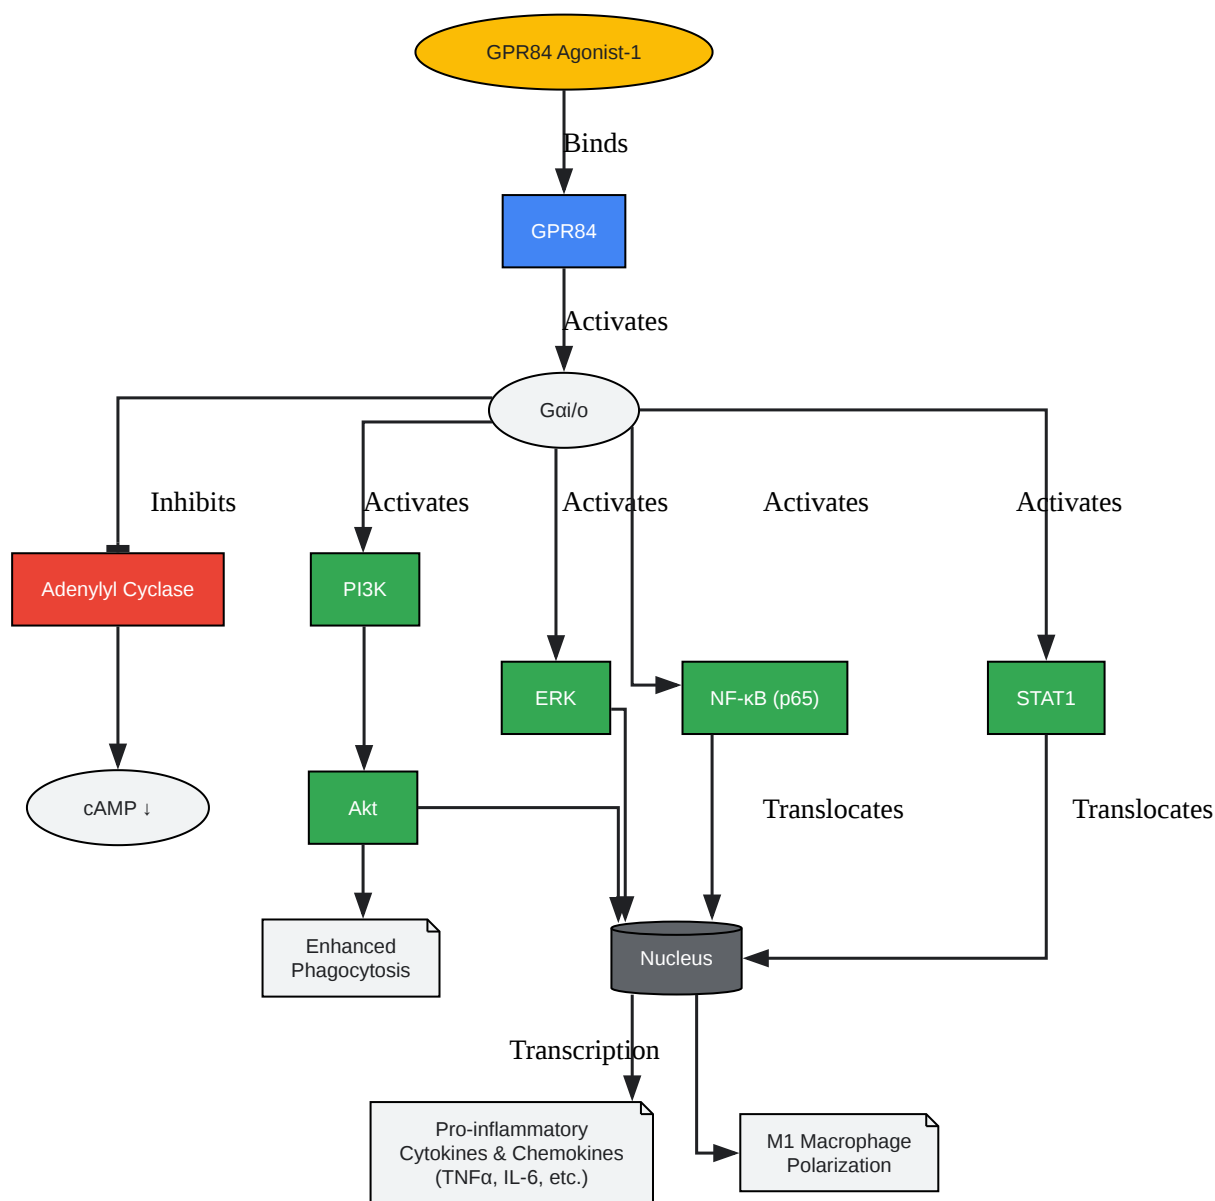 GPR84 Agonist-1
Binds
GPR84
Activates
Gαi/o
Inhibits
Activates
Activates
Activates
Activates
Adenylyl Cyclase
PI3K
ERK
NF-κB (p65)
STAT1
cAMP ↓
Akt
Translocates
Translocates
Enhanced
Phagocytosis
Nucleus
Transcription
Pro-inflammatory
Cytokines & Chemokines
(TNFα, IL-6, etc.)
M1 Macrophage
Polarization